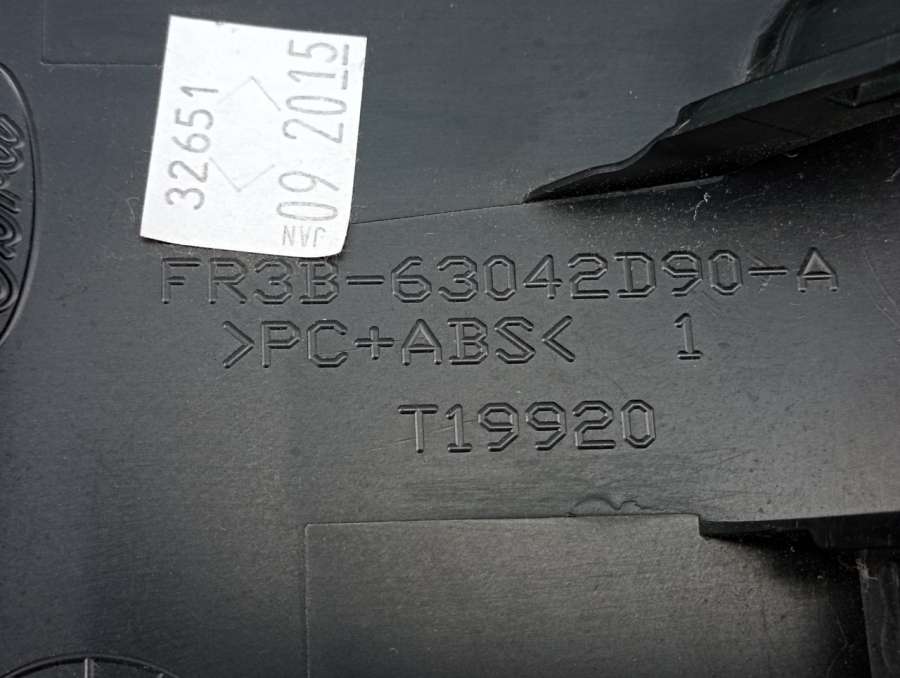 32651
JAN
09 2015
FR3B-63042D90-A
>PC+ABS< 1
T19920